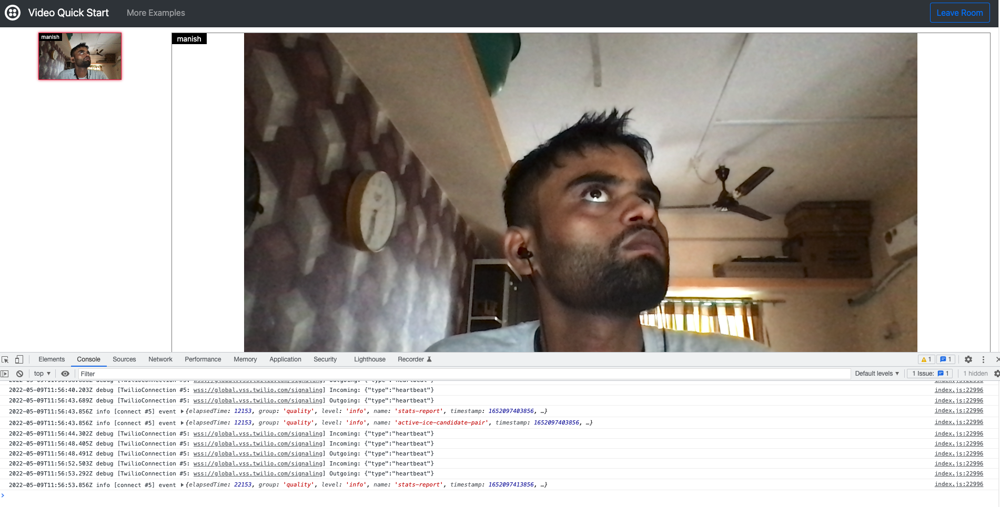 Video Quick Start More Examples Leave Room
manish
manish
Elements Console Sources Network Performance Memory Application Security Lighthouse Recorder 1 1
top Filter Default levels 1 Issue: 1 1 hidden
2022-05-09T11:56:40.203Z debug [TwilioConnection #5: wss://global.vss.twilio.com/signaling] Incoming: {"type":"heartbeat"} index.js:22996
2022-05-09T11:56:43.689Z debug [TwilioConnection #5: wss://global.vss.twilio.com/signaling] Outgoing: {"type":"heartbeat"} index.js:22996
2022-05-09T11:56:43.856Z info [connect #5] event {elapsedTime: 12153, group: 'quality', level: 'info', name: 'stats-report', timestamp: 1652097403856, …} index.js:22996
2022-05-09T11:56:43.856Z info [connect #5] event {elapsedTime: 12153, group: 'quality', level: 'info', name: 'active-ice-candidate-pair', timestamp: 1652097403856, …} index.js:22996
2022-05-09T11:56:44.302Z debug [TwilioConnection #5: wss://global.vss.twilio.com/signaling] Incoming: {"type":"heartbeat"} index.js:22996
2022-05-09T11:56:48.405Z debug [TwilioConnection #5: wss://global.vss.twilio.com/signaling] Incoming: {"type":"heartbeat"} index.js:22996
2022-05-09T11:56:48.491Z debug [TwilioConnection #5: wss://global.vss.twilio.com/signaling] Outgoing: {"type":"heartbeat"} index.js:22996
2022-05-09T11:56:52.503Z debug [TwilioConnection #5: wss://global.vss.twilio.com/signaling] Incoming: {"type":"heartbeat"} index.js:22996
2022-05-09T11:56:53.292Z debug [TwilioConnection #5: wss://global.vss.twilio.com/signaling] Outgoing: {"type":"heartbeat"} index.js:22996
2022-05-09T11:56:53.856Z info [connect #5] event {elapsedTime: 22153, group: 'quality', level: 'info', name: 'stats-report', timestamp: 1652097413856, …} index.js:22996